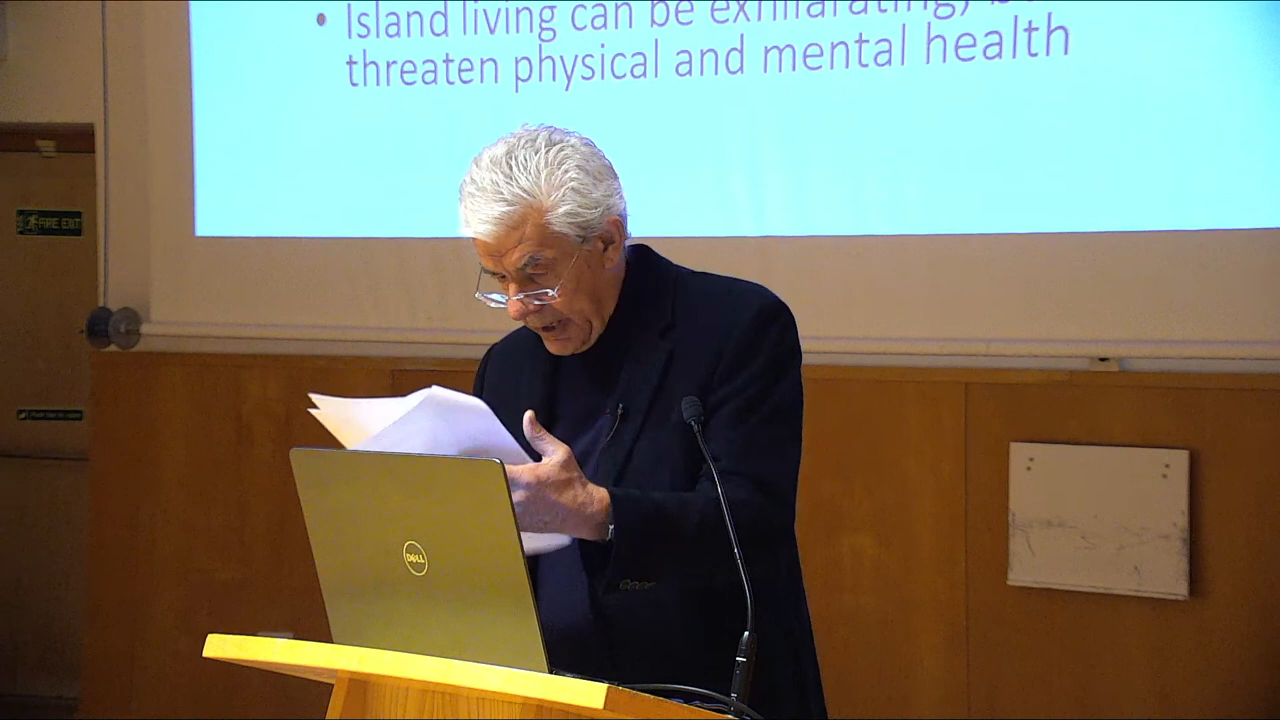 • Island living can be exhilarating,
threaten physical and mental health
FIRE EXIT
DELL